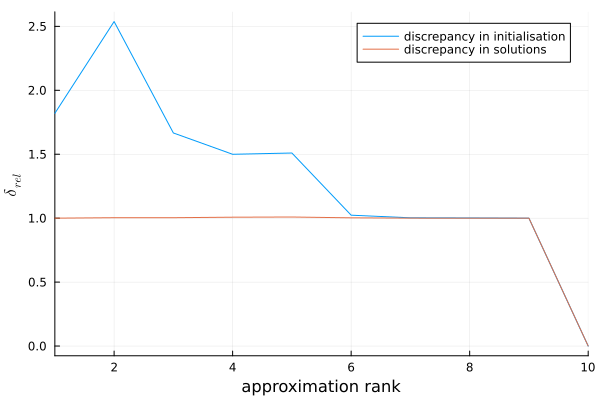 discrepancy in initialisation
discrepancy in solutions
2.5
2.0
1.5
1.0
0.5
0.0
δrel
2 4 6 8 10
approximation rank